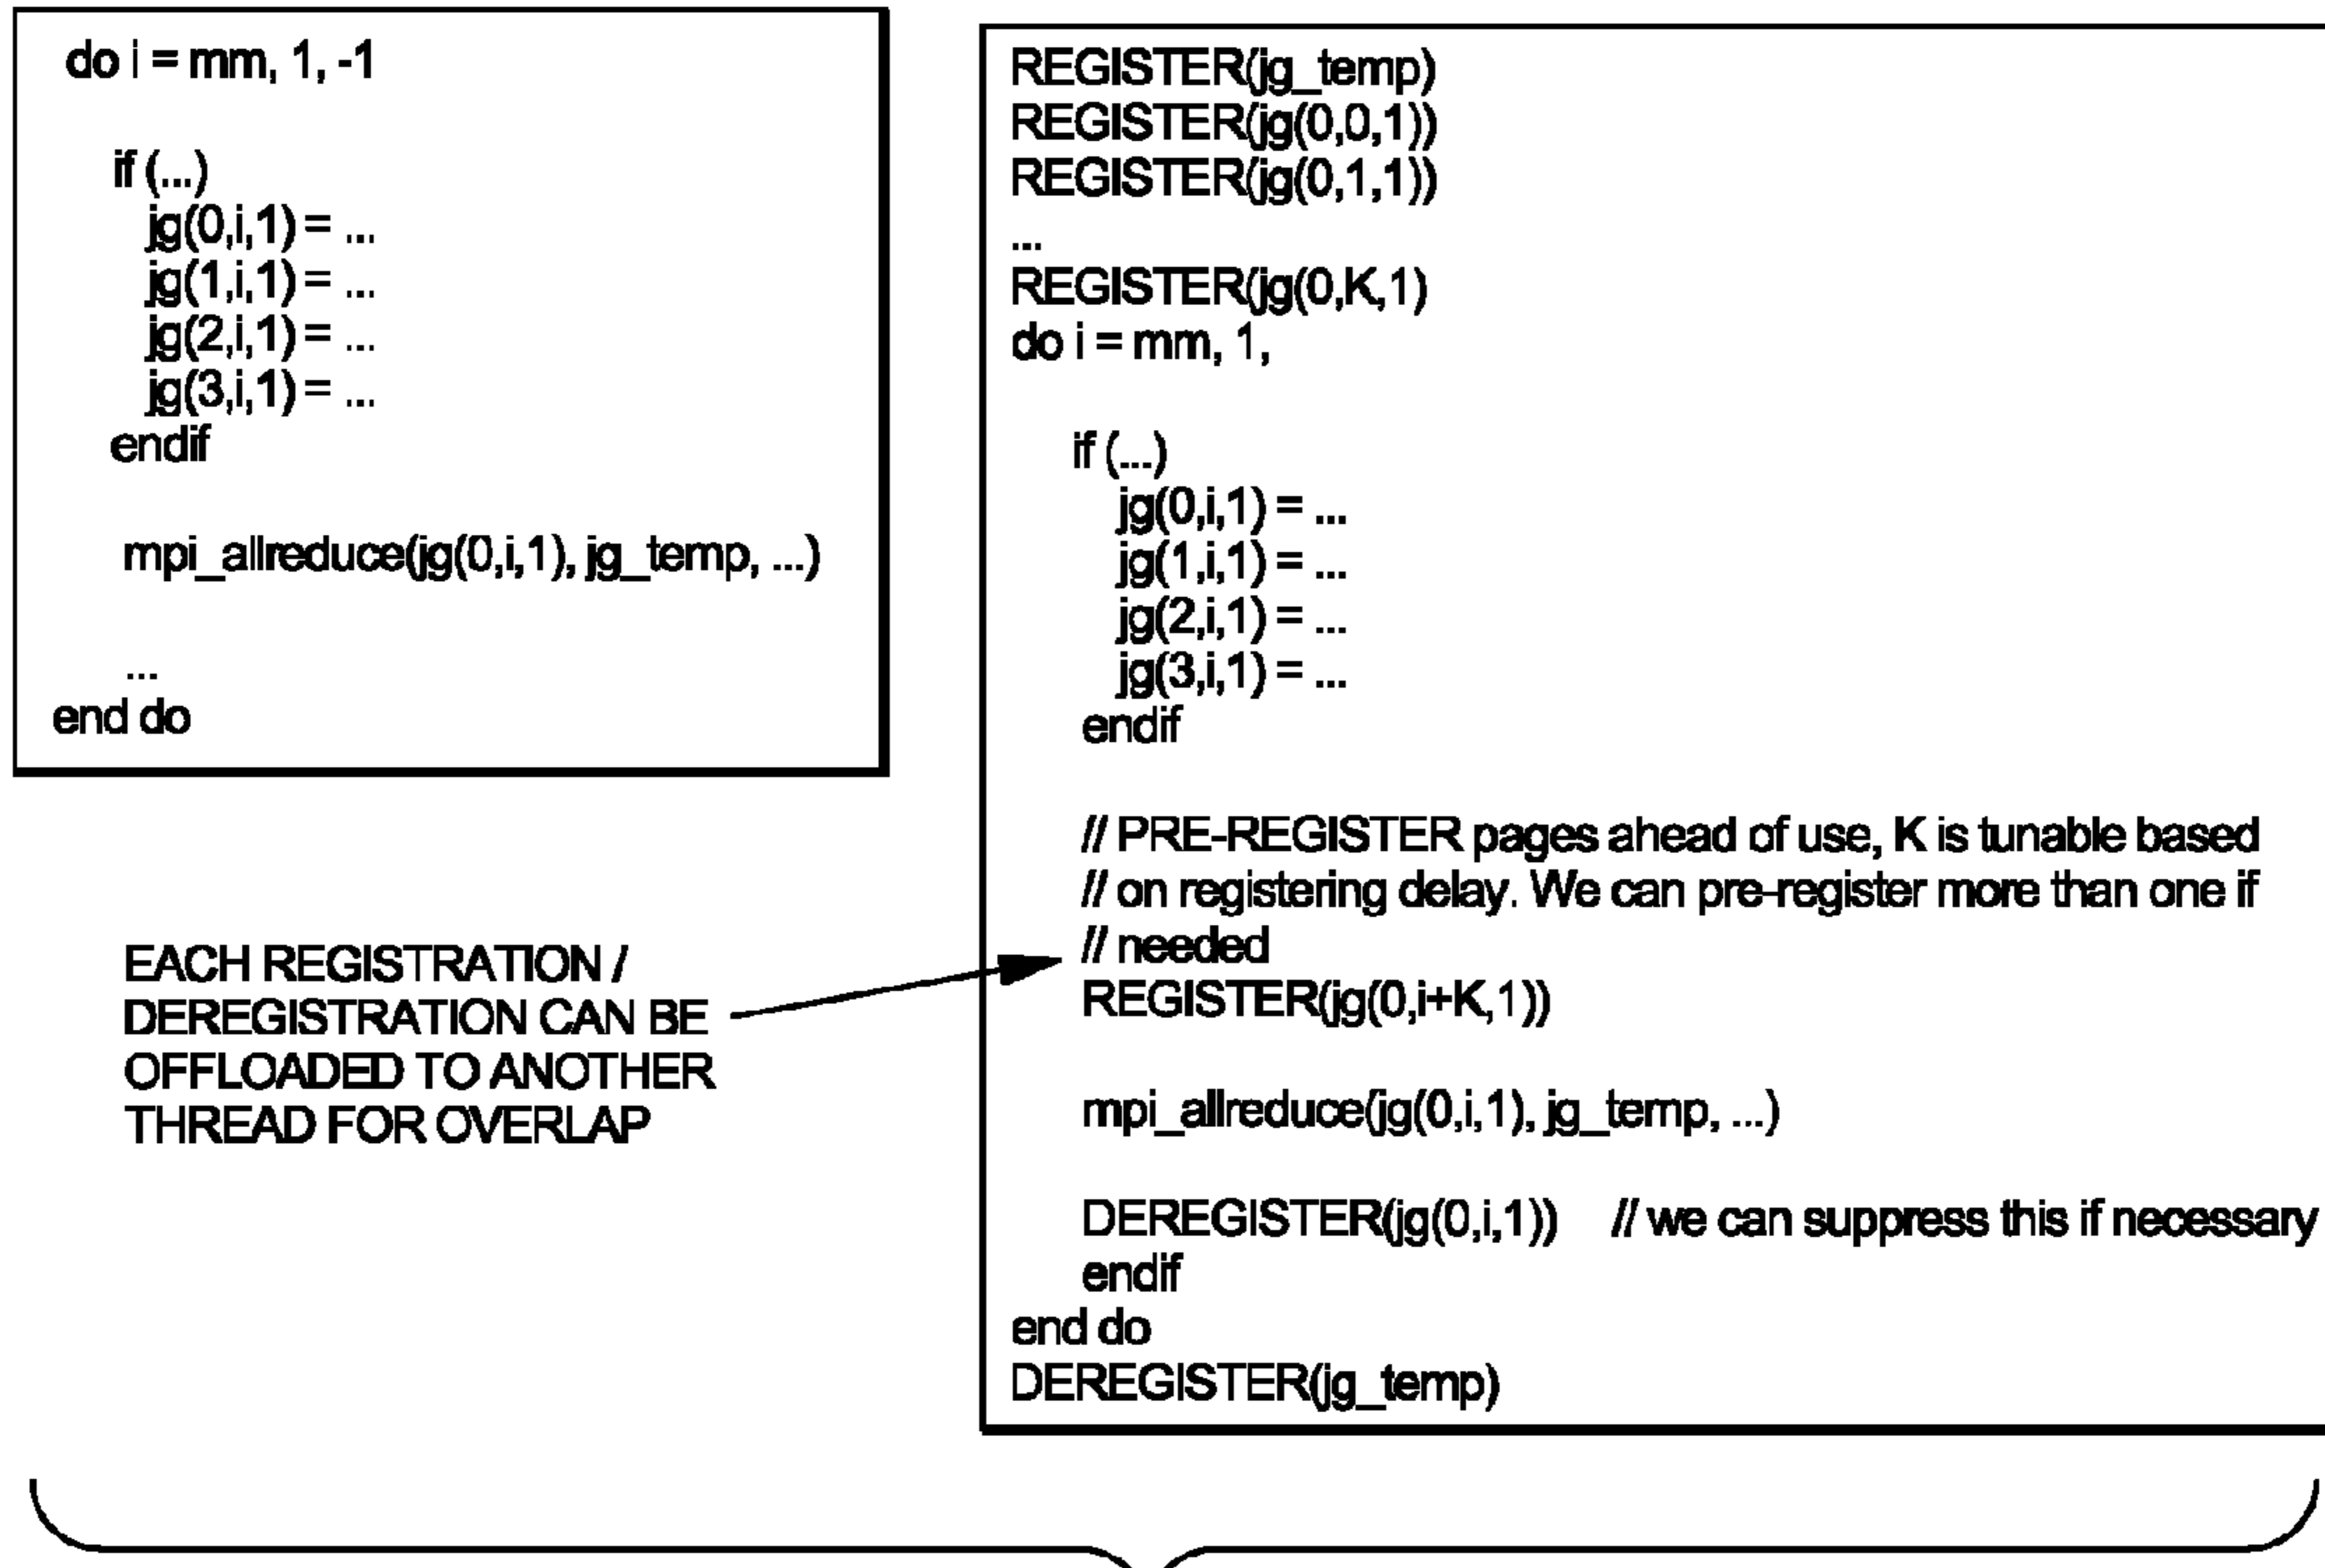 do i = mm, 1, -1
if (...)
jg(0,i,1) = ...
jg(1,i,1) = ...
jg(2,i,1) = ...
jg(3,i,1) = ...
endif
mpi_allreduce(jg(0,i,1), jg_temp, ...)
...
end do
EACH REGISTRATION /
DEREGISTRATION CAN BE
OFFLOADED TO ANOTHER
THREAD FOR OVERLAP
REGISTER(jg_temp)
REGISTER(jg(0,0,1))
REGISTER(jg(0,1,1))
...
REGISTER(jg(0,K,1)
do i = mm, 1,
if (...)
jg(0,i,1) = ...
jg(1,i,1) = ...
jg(2,i,1) = ...
jg(3,i,1) = ...
endif
// PRE-REGISTER pages ahead of use, K is tunable based
// on registering delay. We can pre-register more than one if
// needed
REGISTER(jg(0,i+K,1))
mpi_allreduce(jg(0,i,1), jg_temp, ...)
DEREGISTER(jg(0,i,1)) // we can suppress this if necessary
endif
end do
DEREGISTER(jg_temp)